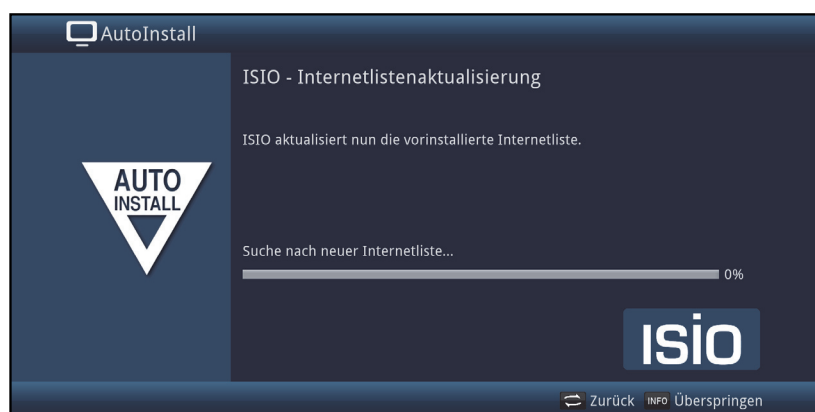 AutoInstall
ISIO - Internetlistenaktualisierung
ISIO aktualisiert nun die vorinstallierte Internetliste.
AUTO
INSTALL
Suche nach neuer Internetliste...
0%
ISIO
Zurück INFO Überspringen